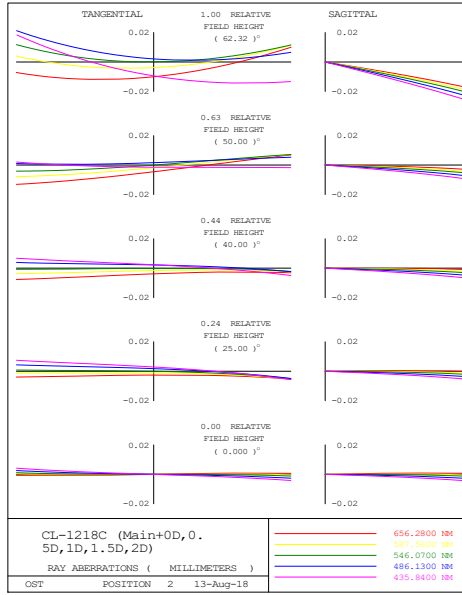 TANGENTIAL
1.00 RELATIVE
FIELD HEIGHT
( 62.32 )°
SAGITTAL
0.02
-0.02
0.02
-0.02
0.63 RELATIVE
FIELD HEIGHT
( 50.00 )°
0.02
-0.02
0.02
-0.02
0.44 RELATIVE
FIELD HEIGHT
( 40.00 )°
0.02
-0.02
0.02
-0.02
0.24 RELATIVE
FIELD HEIGHT
( 25.00 )°
0.02
-0.02
0.02
-0.02
0.00 RELATIVE
FIELD HEIGHT
( 0.000 )°
0.02
-0.02
0.02
-0.02
CL-1218C (Main+0D,0.
5D,1D,1.5D,2D)
RAY ABERRATIONS ( MILLIMETERS )
OST POSITION 2 13-Aug-18
656.2800 NM
NM
546.0700 NM
486.1300 NM
435.8400 NM